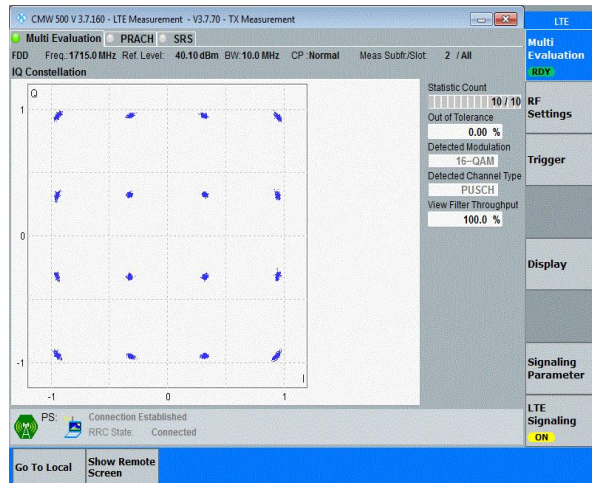 CMW 500 V 3.7.160 - LTE Measurement - V3.7.70 - TX Measurement
LTE
Multi Evaluation PRACH SRS
Multi Evaluation
RDY
FDD Freq.:1715.0 MHz Ref. Level: 40.10 dBm BW:10.0 MHz CP :Normal Meas Subfr./Slot: 2 / All
IQ Constellation
Q
1
0
-1
-1 0 1
I
Statistic Count
10 / 10
Out of Tolerance
0.00 %
Detected Modulation
16-QAM
Detected Channel Type
PUSCH
View Filter Throughput
100.0 %
RF
Settings
Trigger
Display
Signaling
Parameter
LTE
Signaling
ON
PS: Connection Established
RRC State: Connected
Go To Local
Show Remote
Screen